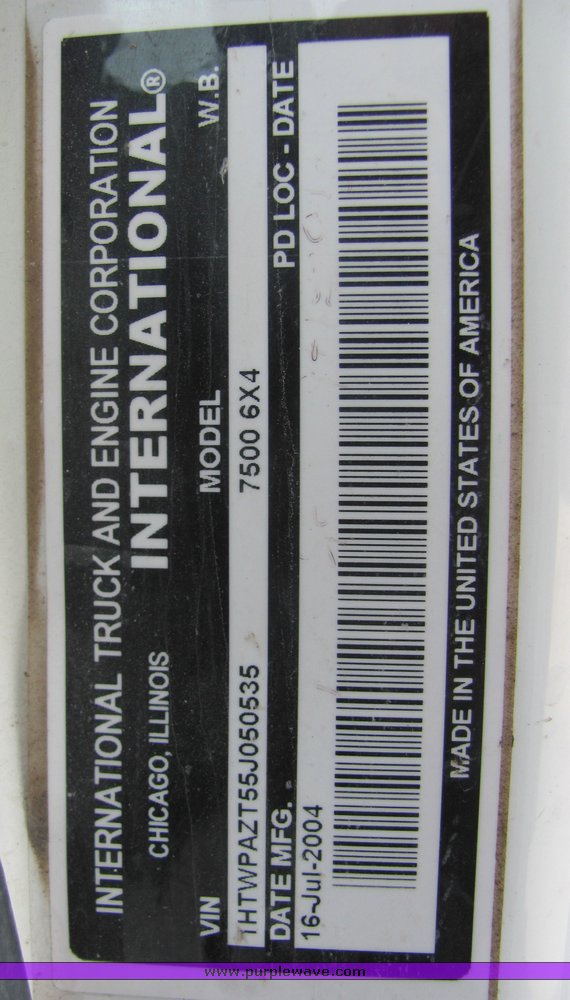 INTERNATIONAL TRUCK AND ENGINE CORPORATION
CHICAGO, ILLINOIS INTERNATIONAL®
VIN MODEL W.B.
1HTWPAZT55J050535 7500 6X4
DATE MFG. PD LOC - DATE
16-Jul-2004
MADE IN THE UNITED STATES OF AMERICA
www.purplewave.com